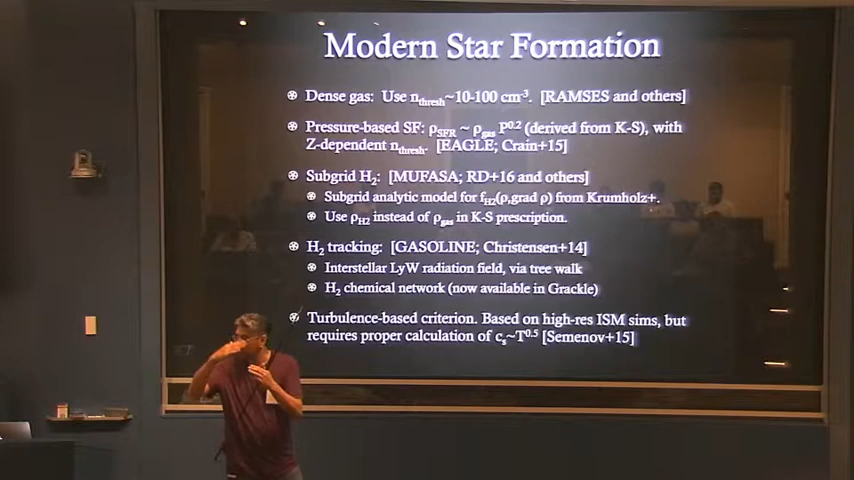 Modern Star Formation
Dense gas: Use n_thresh~10-100 cm⁻³. [RAMSES and others]
Pressure-based SF: ρ_SFR ~ ρ_gas P^0.2 (derived from K-S), with
Z-dependent n_thresh. [EAGLE; Crain+15]
Subgrid H₂: [MUFASA; RD+16 and others]
Subgrid analytic model for f_H2(ρ,grad ρ) from Krumholz+.
Use ρ_H2 instead of ρ_gas in K-S prescription.
H₂ tracking: [GASOLINE; Christensen+14]
Interstellar LyW radiation field, via tree walk
H₂ chemical network (now available in Grackle)
Turbulence-based criterion. Based on high-res ISM sims, but
requires proper calculation of c_s~T^0.5 [Semenov+15]